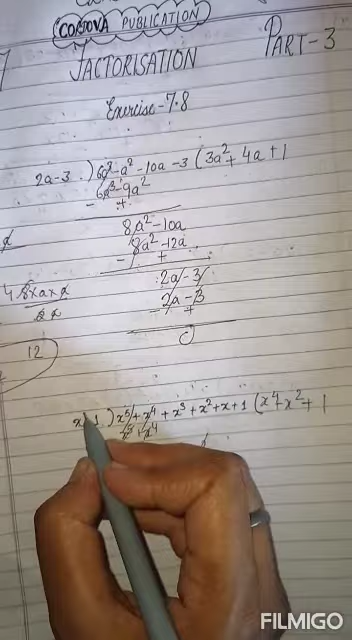 CORDOVA PUBLICATION
FACTORISATION PART-3
Exercise-7.8
2a-3 ) 6a³-a²-10a-3 ( 3a²+4a+1
6a³-9a²
- +
8a²-10a
8a²-12a
- +
2a-3
2a-3
- +
0
12
x+1 ) x⁵+x⁴+x³+x²+x+1 ( x⁴+x²+1
x⁵+x⁴
FILMIGO